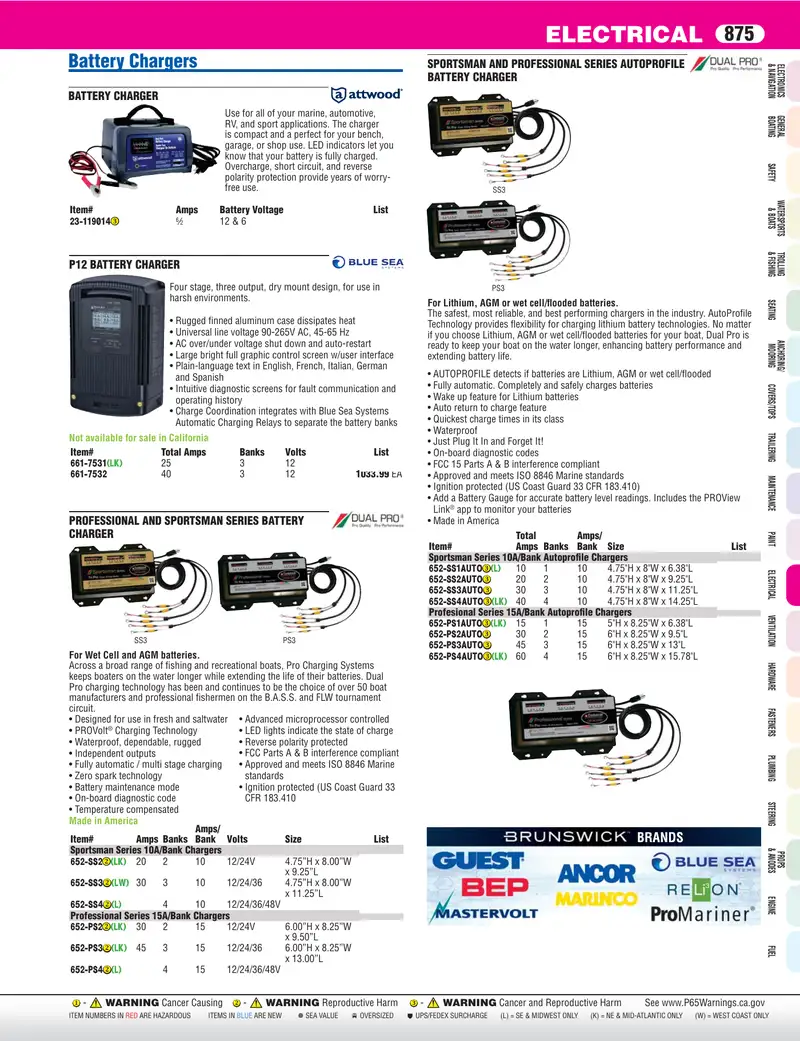 ELECTRICAL 875
Battery Chargers
BATTERY CHARGER
attwood
Use for all of your marine, automotive,
RV, and sport applications. The charger
is compact and a perfect for your bench,
garage, or shop use. LED indicators let you
know that your battery is fully charged.
Overcharge, short circuit, and reverse
polarity protection provide years of worry-
free use.
Item# Amps Battery Voltage List
23-119014③ ½ 12 & 6
P12 BATTERY CHARGER
BLUE SEA
SYSTEMS
Four stage, three output, dry mount design, for use in
harsh environments.
• Rugged finned aluminum case dissipates heat
• Universal line voltage 90-265V AC, 45-65 Hz
• AC over/under voltage shut down and auto-restart
• Large bright full graphic control screen w/user interface
• Plain-language text in English, French, Italian, German
and Spanish
• Intuitive diagnostic screens for fault communication and
operating history
• Charge Coordination integrates with Blue Sea Systems
Automatic Charging Relays to separate the battery banks
Not available for sale in California
Item# Total Amps Banks Volts List
661-7531(LK) 25 3 12
661-7532 40 3 12 1033.99 EA
PROFESSIONAL AND SPORTSMAN SERIES BATTERY
CHARGER
DUAL PRO®
Pro Quality Pro Performance
SS3 PS3
For Wet Cell and AGM batteries.
Across a broad range of fishing and recreational boats, Pro Charging Systems
keeps boaters on the water longer while extending the life of their batteries. Dual
Pro charging technology has been and continues to be the choice of over 50 boat
manufacturers and professional fishermen on the B.A.S.S. and FLW tournament
circuit.
• Designed for use in fresh and saltwater
• PROVolt® Charging Technology
• Waterproof, dependable, rugged
• Independent outputs
• Fully automatic / multi stage charging
• Zero spark technology
• Battery maintenance mode
• On-board diagnostic code
• Temperature compensated
• Advanced microprocessor controlled
• LED lights indicate the state of charge
• Reverse polarity protected
• FCC Parts A & B interference compliant
• Approved and meets ISO 8846 Marine
standards
• Ignition protected (US Coast Guard 33
CFR 183.410
Made in America
Amps/
Item# Amps Banks Bank Volts Size List
Sportsman Series 10A/Bank Chargers
652-SS2②(LK) 20 2 10 12/24V 4.75"H x 8.00"W
x 9.25"L
652-SS3②(LW) 30 3 10 12/24/36 4.75"H x 8.00"W
x 11.25"L
652-SS4②(L) 4 10 12/24/36/48V
Professional Series 15A/Bank Chargers
652-PS2②(LK) 30 2 15 12/24V 6.00"H x 8.25"W
x 9.50"L
652-PS3②(LK) 45 3 15 12/24/36 6.00"H x 8.25"W
x 13.00"L
652-PS4②(L) 4 15 12/24/36/48V
SPORTSMAN AND PROFESSIONAL SERIES AUTOPROFILE
BATTERY CHARGER
DUAL PRO®
Pro Quality Pro Performance
SS3
PS3
For Lithium, AGM or wet cell/flooded batteries.
The safest, most reliable, and best performing chargers in the industry. AutoProfile
Technology provides flexibility for charging lithium battery technologies. No matter
if you choose Lithium, AGM or wet cell/flooded batteries for your boat, Dual Pro is
ready to keep your boat on the water longer, enhancing battery performance and
extending battery life.
• AUTOPROFILE detects if batteries are Lithium, AGM or wet cell/flooded
• Fully automatic. Completely and safely charges batteries
• Wake up feature for Lithium batteries
• Auto return to charge feature
• Quickest charge times in its class
• Waterproof
• Just Plug It In and Forget It!
• On-board diagnostic codes
• FCC 15 Parts A & B interference compliant
• Approved and meets ISO 8846 Marine standards
• Ignition protected (US Coast Guard 33 CFR 183.410)
• Add a Battery Gauge for accurate battery level readings. Includes the PROView
Link® app to monitor your batteries
• Made in America
Total Amps/
Item# Amps Banks Bank Size List
Sportsman Series 10A/Bank Autoprofile Chargers
652-SS1AUTO③(L) 10 1 10 4.75"H x 8"W x 6.38"L
652-SS2AUTO③ 20 2 10 4.75"H x 8"W x 9.25"L
652-SS3AUTO③ 30 3 10 4.75"H x 8"W x 11.25"L
652-SS4AUTO③(LK) 40 4 10 4.75"H x 8"W x 14.25"L
Profesional Series 15A/Bank Autoprofile Chargers
652-PS1AUTO③(LK) 15 1 15 5"H x 8.25"W x 6.38"L
652-PS2AUTO③ 30 2 15 6"H x 8.25"W x 9.5"L
652-PS3AUTO③ 45 3 15 6"H x 8.25"W x 13"L
652-PS4AUTO③(LK) 60 4 15 6"H x 8.25"W x 15.78"L
BRUNSWICK™ BRANDS
GUEST
BEP
MASTERVOLT
ANCOR
MARINCO
BLUE SEA
SYSTEMS
RELiON
ProMariner®
ELECTRONICS
& NAVIGATION
GENERAL
BOATING
SAFETY
WATERSPORTS
& BOATS
TROLLING
& FISHING
SEATING
ANCHORING/
MOORING
COVERS/TOPS
TRAILERING
MAINTENANCE
PAINT
ELECTRICAL
VENTILATION
HARDWARE
FASTENERS
PLUMBING
STEERING
PROPS
& ANODES
ENGINE
FUEL
① - WARNING Cancer Causing ② - WARNING Reproductive Harm ③ - WARNING Cancer and Reproductive Harm See www.P65Warnings.ca.gov
ITEM NUMBERS IN RED ARE HAZARDOUS ITEMS IN BLUE ARE NEW SEA VALUE OVERSIZED UPS/FEDEX SURCHARGE (L) = SE & MIDWEST ONLY (K) = NE & MID-ATLANTIC ONLY (W) = WEST COAST ONLY